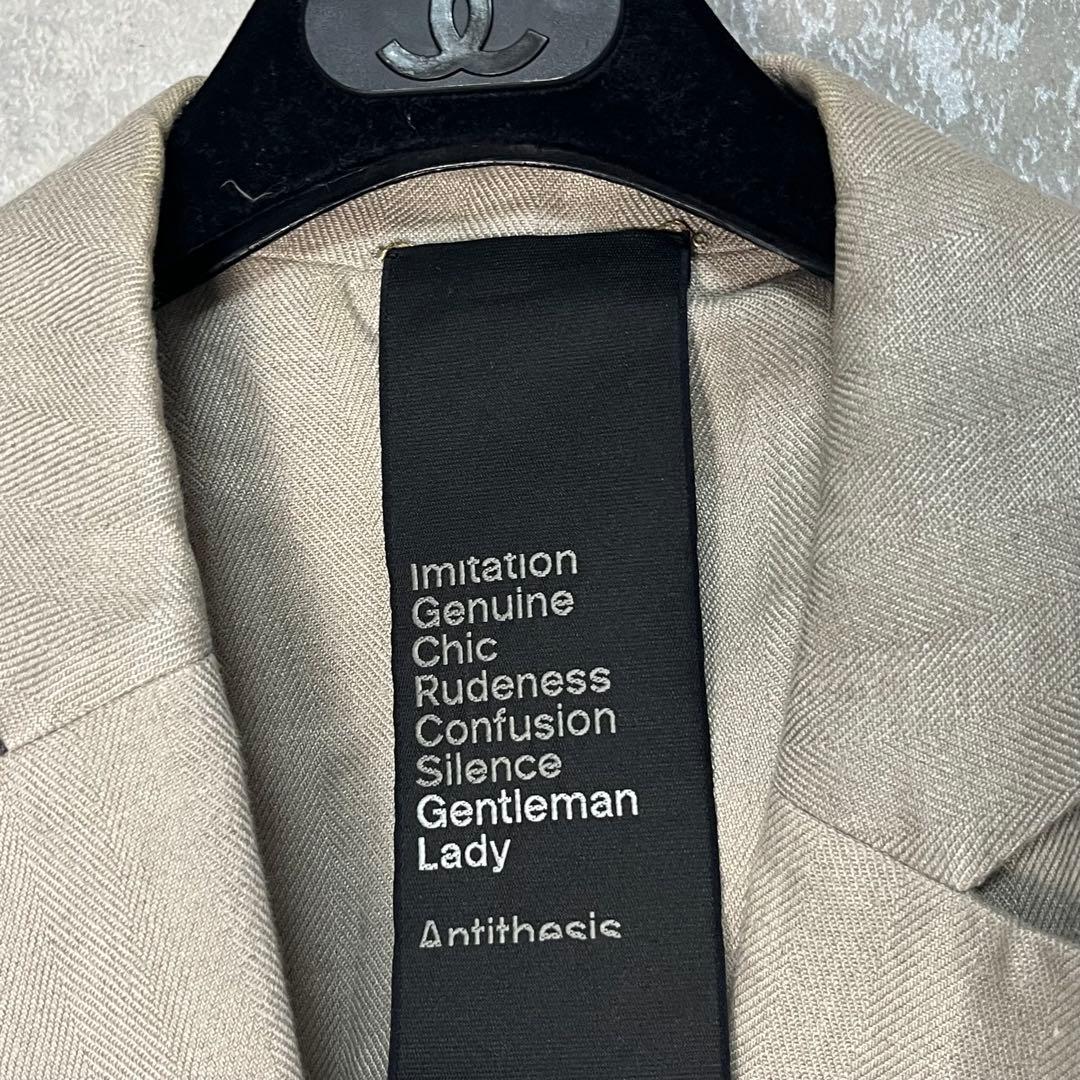 Imitation
Genuine
Chic
Rudeness
Confusion
Silence
Gentleman
Lady
Antithesis